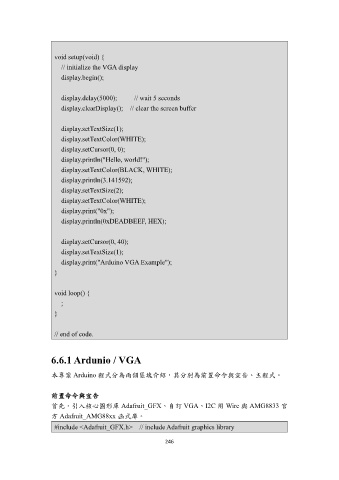 void setup(void) {
// initialize the VGA display
display.begin();
display.delay(5000); // wait 5 seconds
display.clearDisplay(); // clear the screen buffer
display.setTextSize(1);
display.setTextColor(WHITE);
display.setCursor(0, 0);
display.println("Hello, world!");
display.setTextColor(BLACK, WHITE);
display.println(3.141592);
display.setTextSize(2);
display.setTextColor(WHITE);
display.print("0x");
display.println(0xDEADBEEF, HEX);
display.setCursor(0, 40);
display.setTextSize(1);
display.print("Arduino VGA Example");
}
void loop() {
;
}
// end of code.
6.6.1 Ardunio / VGA
本專案 Arduino 程式分為兩個區塊介紹，其分別為前置命令與宣告、主程式。
前置命令與宣告
首先，引入核心圖形庫 Adafruit_GFX、自訂 VGA、I2C 用 Wire 與 AMG8833 官
方 Adafruit_AMG88xx 函式庫。
#include <Adafruit_GFX.h> // include Adafruit graphics library
246